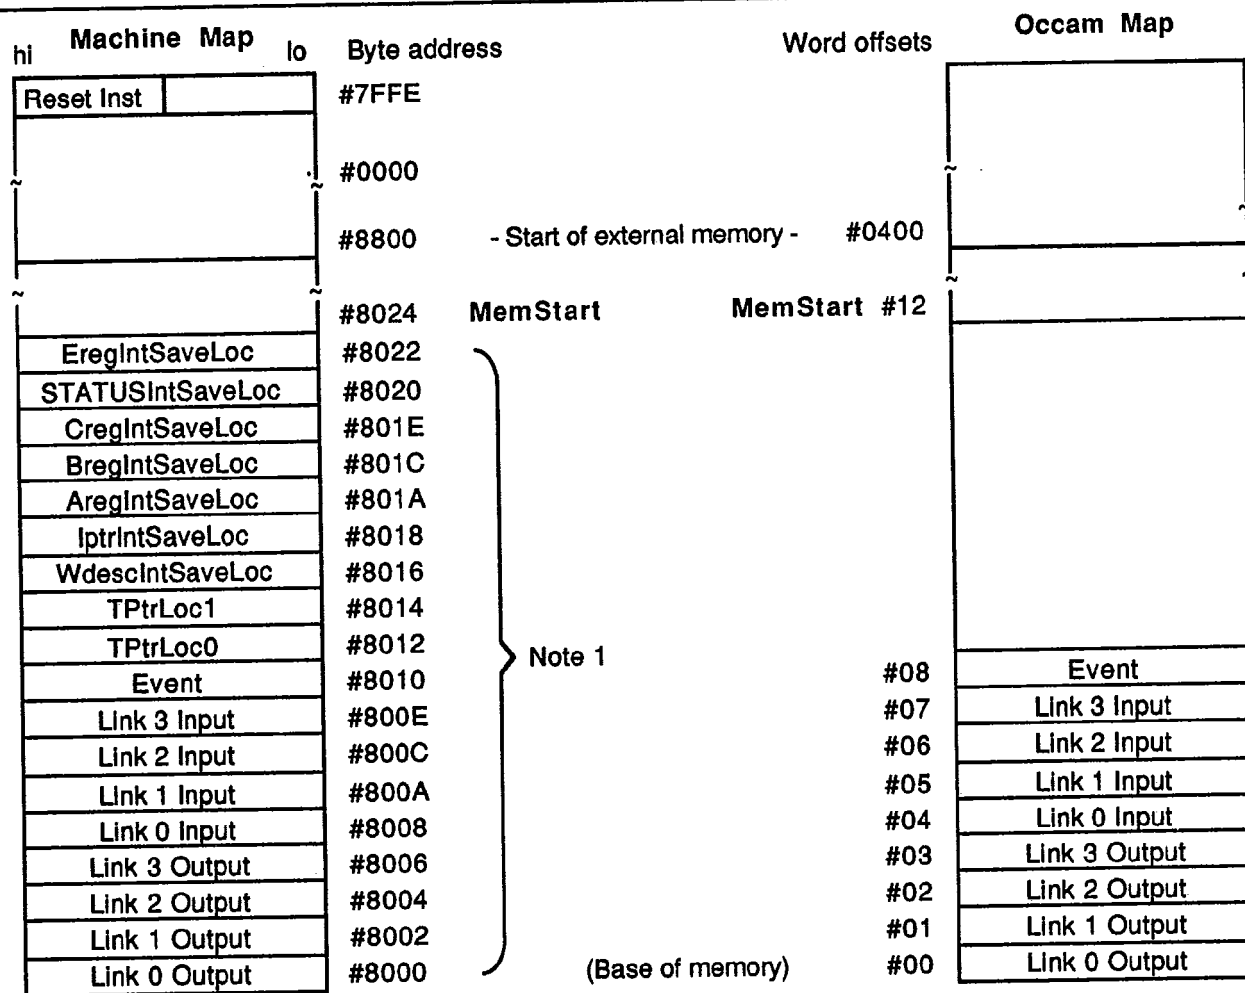 Machine Map
Occam Map
hi lo Byte address Word offsets
Reset Inst #7FFE
#0000
#8800 - Start of external memory - #0400
#8024 MemStart MemStart #12
EregIntSaveLoc #8022
STATUSIntSaveLoc #8020
CregIntSaveLoc #801E
BregIntSaveLoc #801C
AregIntSaveLoc #801A
IptrIntSaveLoc #8018
WdescIntSaveLoc #8016
TPtrLoc1 #8014
TPtrLoc0 #8012
Note 1
Event #8010 #08 Event
Link 3 Input #800E #07 Link 3 Input
Link 2 Input #800C #06 Link 2 Input
Link 1 Input #800A #05 Link 1 Input
Link 0 Input #8008 #04 Link 0 Input
Link 3 Output #8006 #03 Link 3 Output
Link 2 Output #8004 #02 Link 2 Output
Link 1 Output #8002 #01 Link 1 Output
Link 0 Output #8000 (Base of memory) #00 Link 0 Output